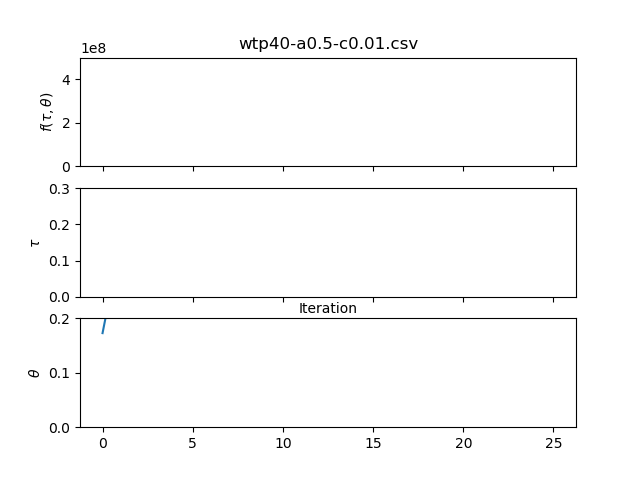 wtp40-a0.5-c0.01.csv
1e8
4
f(τ, θ)
2
0
0.3
0.2
τ
0.1
0.0
Iteration
0.2
0.1
θ
0.0
0 5 10 15 20 25